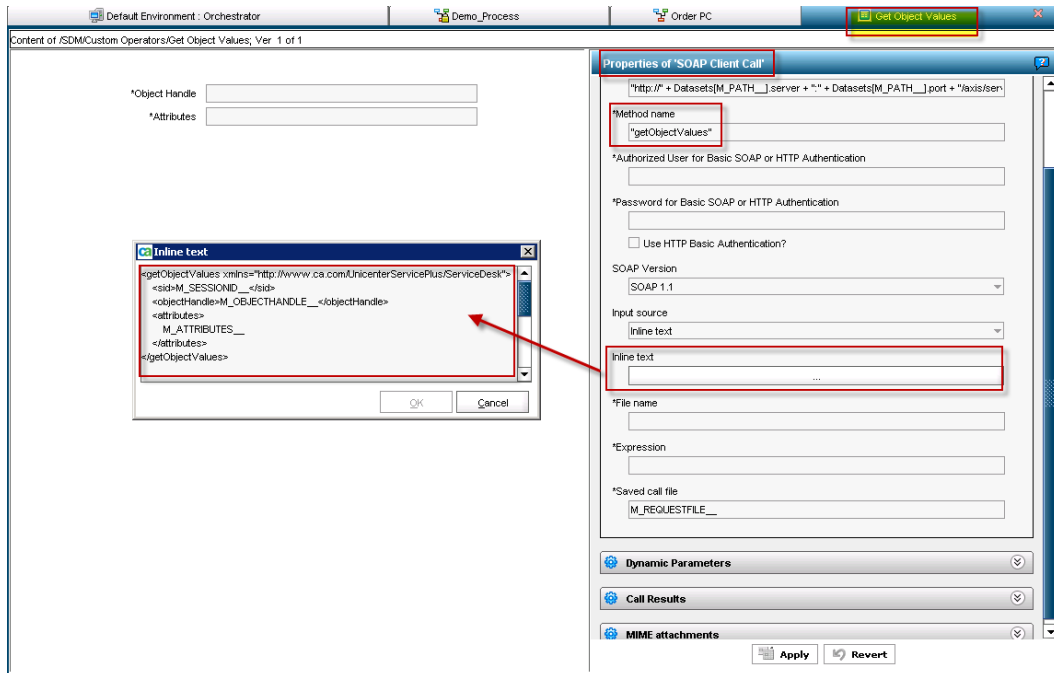 Default Environment : Orchestrator
Demo_Process
Order PC
Get Object Values
Content of /SDM/Custom Operators/Get Object Values; Ver 1 of 1
*Object Handle
*Attributes
ca Inline text
<getObjectValues xmlns="http://www.ca.com/UnicenterServicePlus/ServiceDesk">
<sid>M_SESSIONID__</sid>
<objectHandle>M_OBJECTHANDLE__</objectHandle>
<attributes>
M_ATTRIBUTES__
</attributes>
</getObjectValues>
OK
Cancel
Properties of 'SOAP Client Call'
"http://" + Datasets[M_PATH__].server + ":" + Datasets[M_PATH__].port + "/axis/serv
*Method name
"getObjectValues"
*Authorized User for Basic SOAP or HTTP Authentication
*Password for Basic SOAP or HTTP Authentication
Use HTTP Basic Authentication?
SOAP Version
SOAP 1.1
Input source
Inline text
Inline text
...
*File name
*Expression
*Saved call file
M_REQUESTFILE__
Dynamic Parameters
Call Results
MIME attachments
Apply
Revert